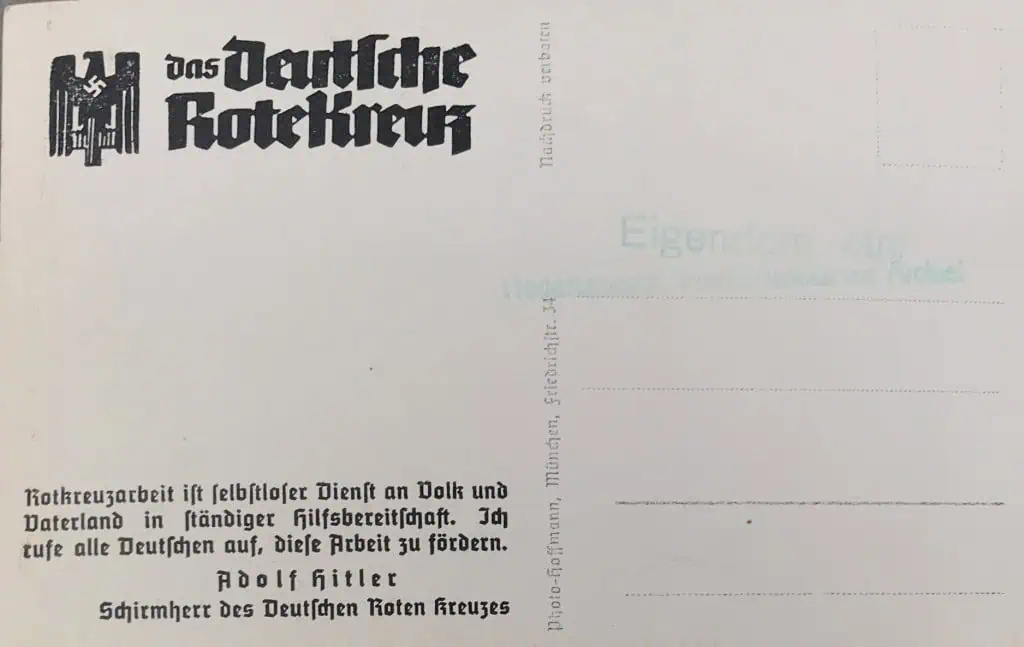 das Deutsche
Rote Kreuz
Rotkreuzarbeit ist selbstloser Dienst an Volk und
Vaterland in ständiger Hilfsbereitschaft. Ich
rufe alle Deutschen auf, diese Arbeit zu fördern.
Adolf Hitler
Schirmherr des Deutschen Roten Kreuzes
Nachdruck verboten
Photo-Hoffmann, München, Friedrichstr. 34
Eigentum
Archiei